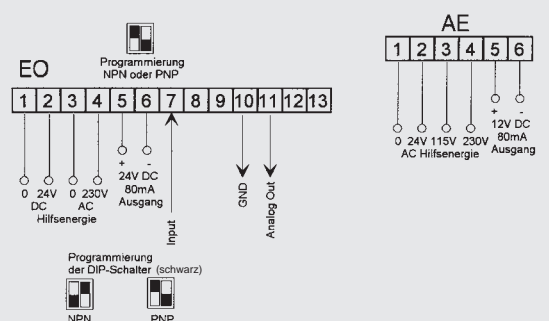 Programmierung
NPN oder PNP
EO
1 2 3 4 5 6 7 8 9 10 11 12 13
+ -
0 24V 0 230V 24V DC
DC AC 80mA
Hilfsenergie Ausgang
Input
GND
Analog Out
Programmierung
der DIP-Schalter (schwarz)
NPN PNP
AE
1 2 3 4 5 6
+ -
0 24V 115V 230V 12V DC
AC Hilfsenergie 80mA
Ausgang